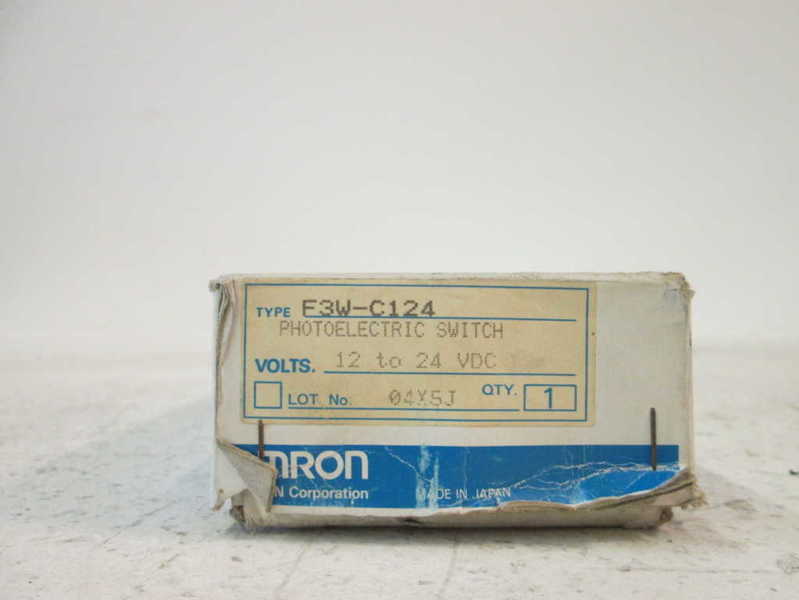 TYPE F3W-C124
PHOTOELECTRIC SWITCH
VOLTS. 12 to 24 VDC
LOT No. 04X5J QTY. 1
MRON
N Corporation MADE IN JAPAN